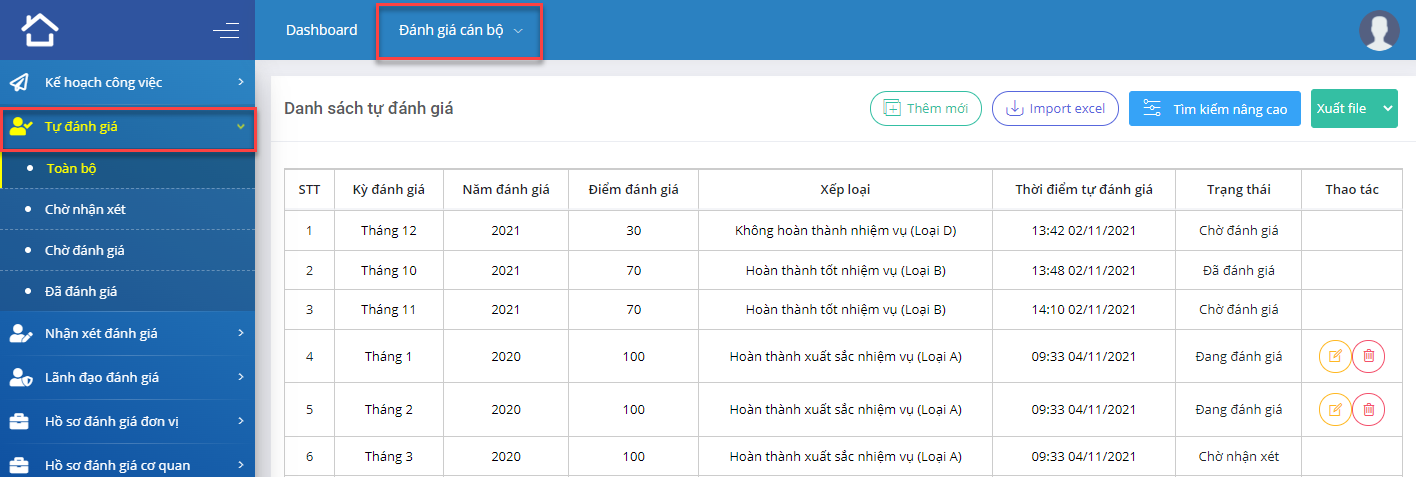 Dashboard Đánh giá cán bộ
Kế hoạch công việc
Tự đánh giá
Toàn bộ
Chờ nhận xét
Chờ đánh giá
Đã đánh giá
Nhận xét đánh giá
Lãnh đạo đánh giá
Hồ sơ đánh giá đơn vị
Hồ sơ đánh giá cơ quan
Danh sách tự đánh giá Thêm mới Import excel Tìm kiếm nâng cao Xuất file
STT Kỳ đánh giá Năm đánh giá Điểm đánh giá Xếp loại Thời điểm tự đánh giá Trạng thái Thao tác
1 Tháng 12 2021 30 Không hoàn thành nhiệm vụ (Loại D) 13:42 02/11/2021 Chờ đánh giá
2 Tháng 10 2021 70 Hoàn thành tốt nhiệm vụ (Loại B) 13:48 02/11/2021 Đã đánh giá
3 Tháng 11 2021 70 Hoàn thành tốt nhiệm vụ (Loại B) 14:10 02/11/2021 Chờ đánh giá
4 Tháng 1 2020 100 Hoàn thành xuất sắc nhiệm vụ (Loại A) 09:33 04/11/2021 Đang đánh giá
5 Tháng 2 2020 100 Hoàn thành xuất sắc nhiệm vụ (Loại A) 09:33 04/11/2021 Đang đánh giá
6 Tháng 3 2020 100 Hoàn thành xuất sắc nhiệm vụ (Loại A) 09:33 04/11/2021 Chờ nhận xét